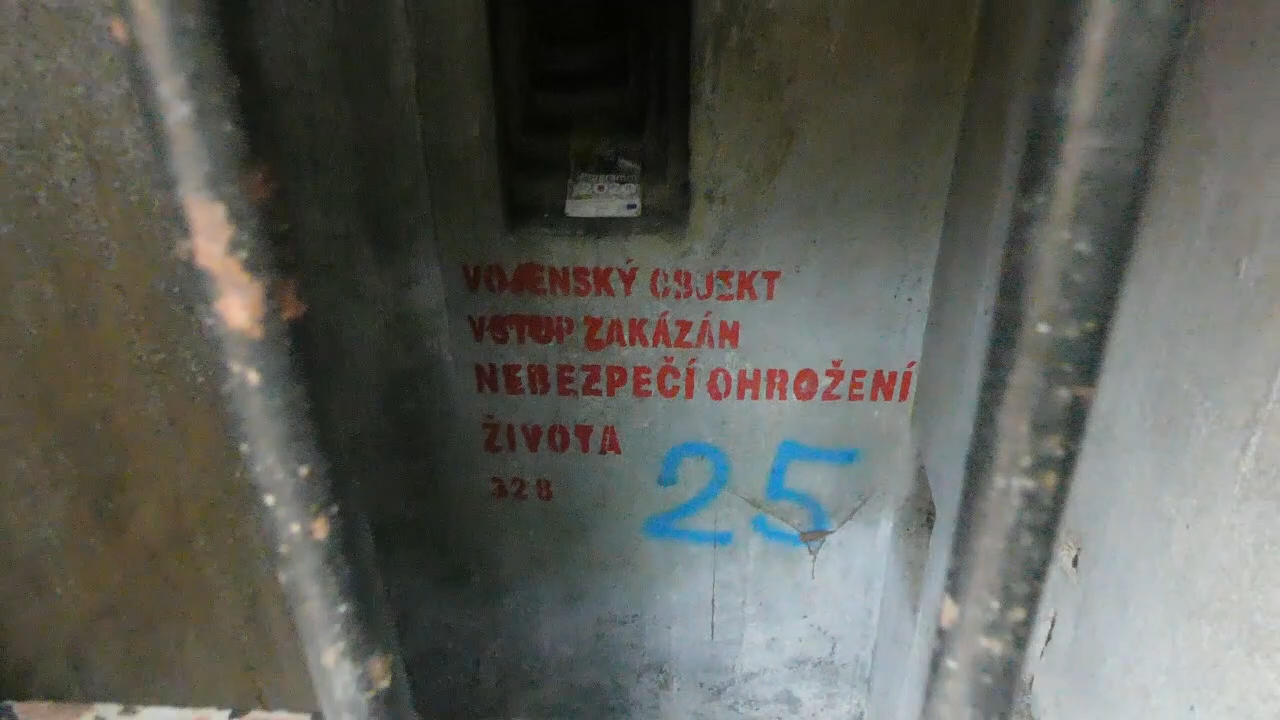 VOJENSKÝ OBJEKT
VSTUP ZAKÁZÁN
NEBEZPEČÍ OHROŽENÍ
ŽIVOTA
328
25